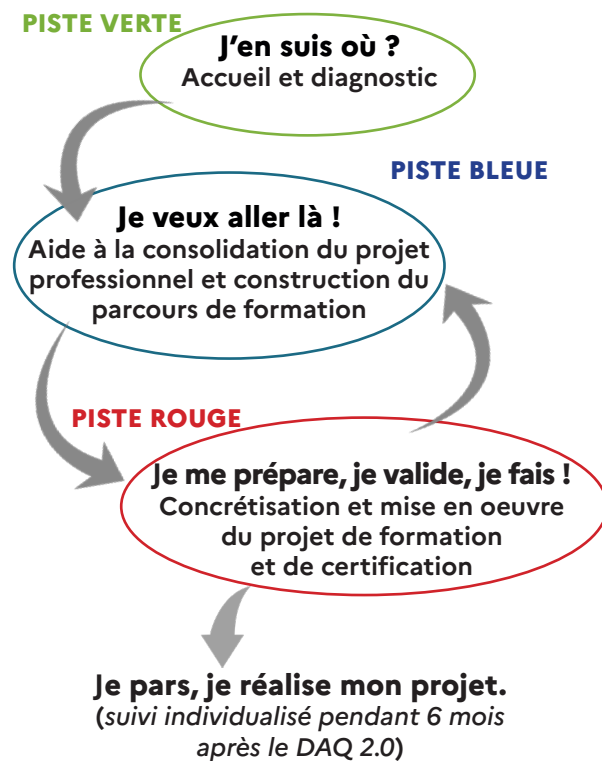 PISTE VERTE
J'en suis où ?
Accueil et diagnostic
PISTE BLEUE
Je veux aller là !
Aide à la consolidation du projet
professionnel et construction du
parcours de formation
PISTE ROUGE
Je me prépare, je valide, je fais !
Concrétisation et mise en oeuvre
du projet de formation
et de certification
Je pars, je réalise mon projet.
(suivi individualisé pendant 6 mois
après le DAQ 2.0)